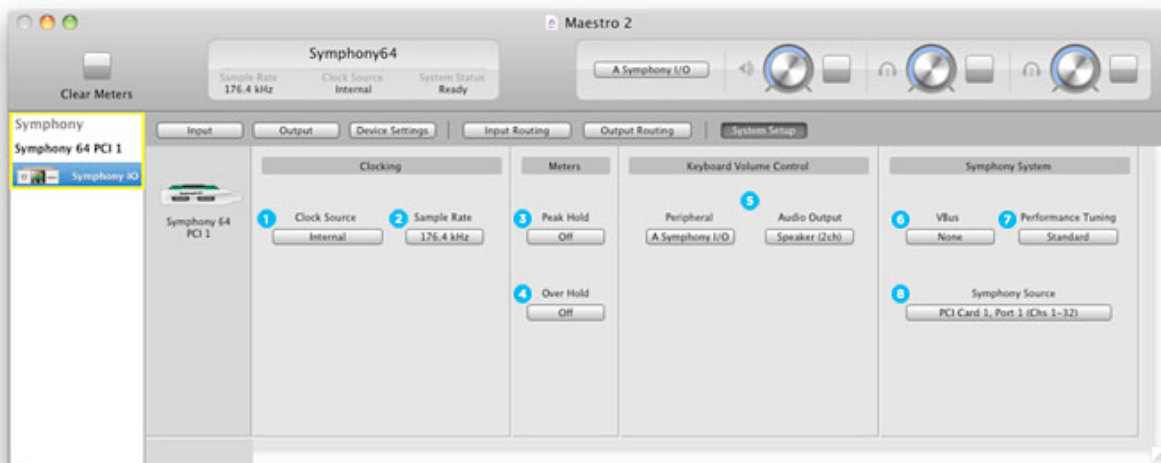 Maestro 2
Clear Meters
Symphony64
Sample Rate
176.4 kHz
Clock Source
Internal
System Status
Ready
A Symphony I/O
1
2
Symphony
Symphony 64 PCI 1
Symphony IO
Input
Output
Device Settings
Input Routing
Output Routing
System Setup
Symphony 64
PCI 1
Clocking
1
Clock Source
Internal
2
Sample Rate
176.4 kHz
Meters
3
Peak Hold
Off
4
Over Hold
Off
Keyboard Volume Control
5
Peripheral
A Symphony I/O
Audio Output
Speaker (2ch)
Symphony System
6
VBus
None
7
Performance Tuning
Standard
8
Symphony Source
PCI Card 1, Port 1 (Chs 1-32)